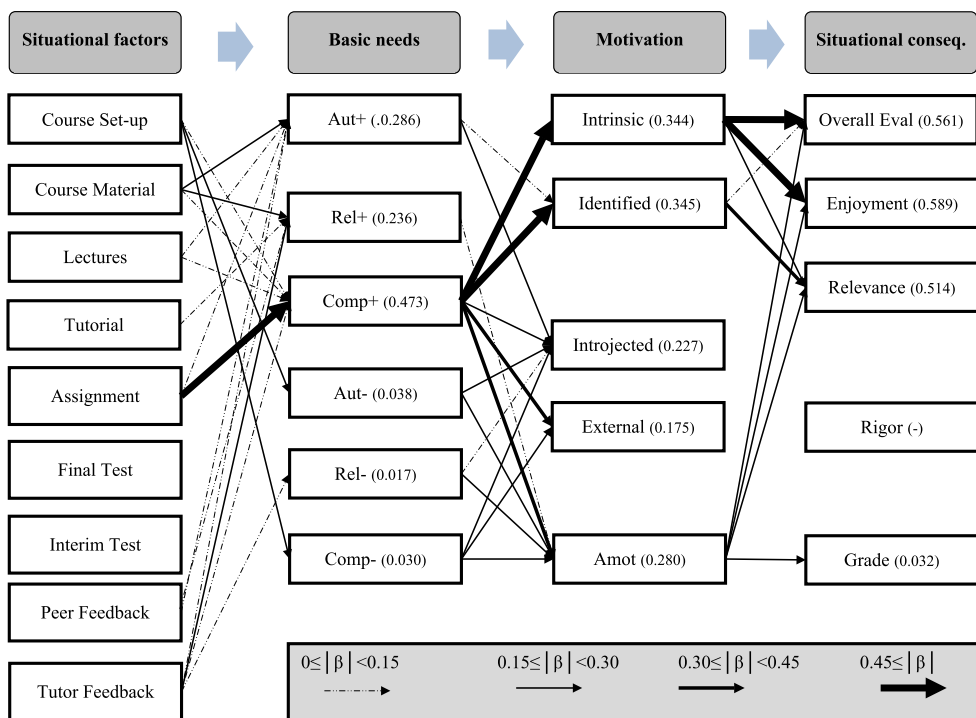 Situational factors
Basic needs
Motivation
Situational conseq.
Course Set-up
Course Material
Lectures
Tutorial
Assignment
Final Test
Interim Test
Peer Feedback
Tutor Feedback
Aut+ (.0.286)
Rel+ (0.236)
Comp+ (0.473)
Aut- (0.038)
Rel- (0.017)
Comp- (0.030)
Intrinsic (0.344)
Identified (0.345)
Introjected (0.227)
External (0.175)
Amot (0.280)
Overall Eval (0.561)
Enjoyment (0.589)
Relevance (0.514)
Rigor (-)
Grade (0.032)
0≤|β|<0.15
0.15≤|β|<0.30
0.30≤|β|<0.45
0.45≤|β|